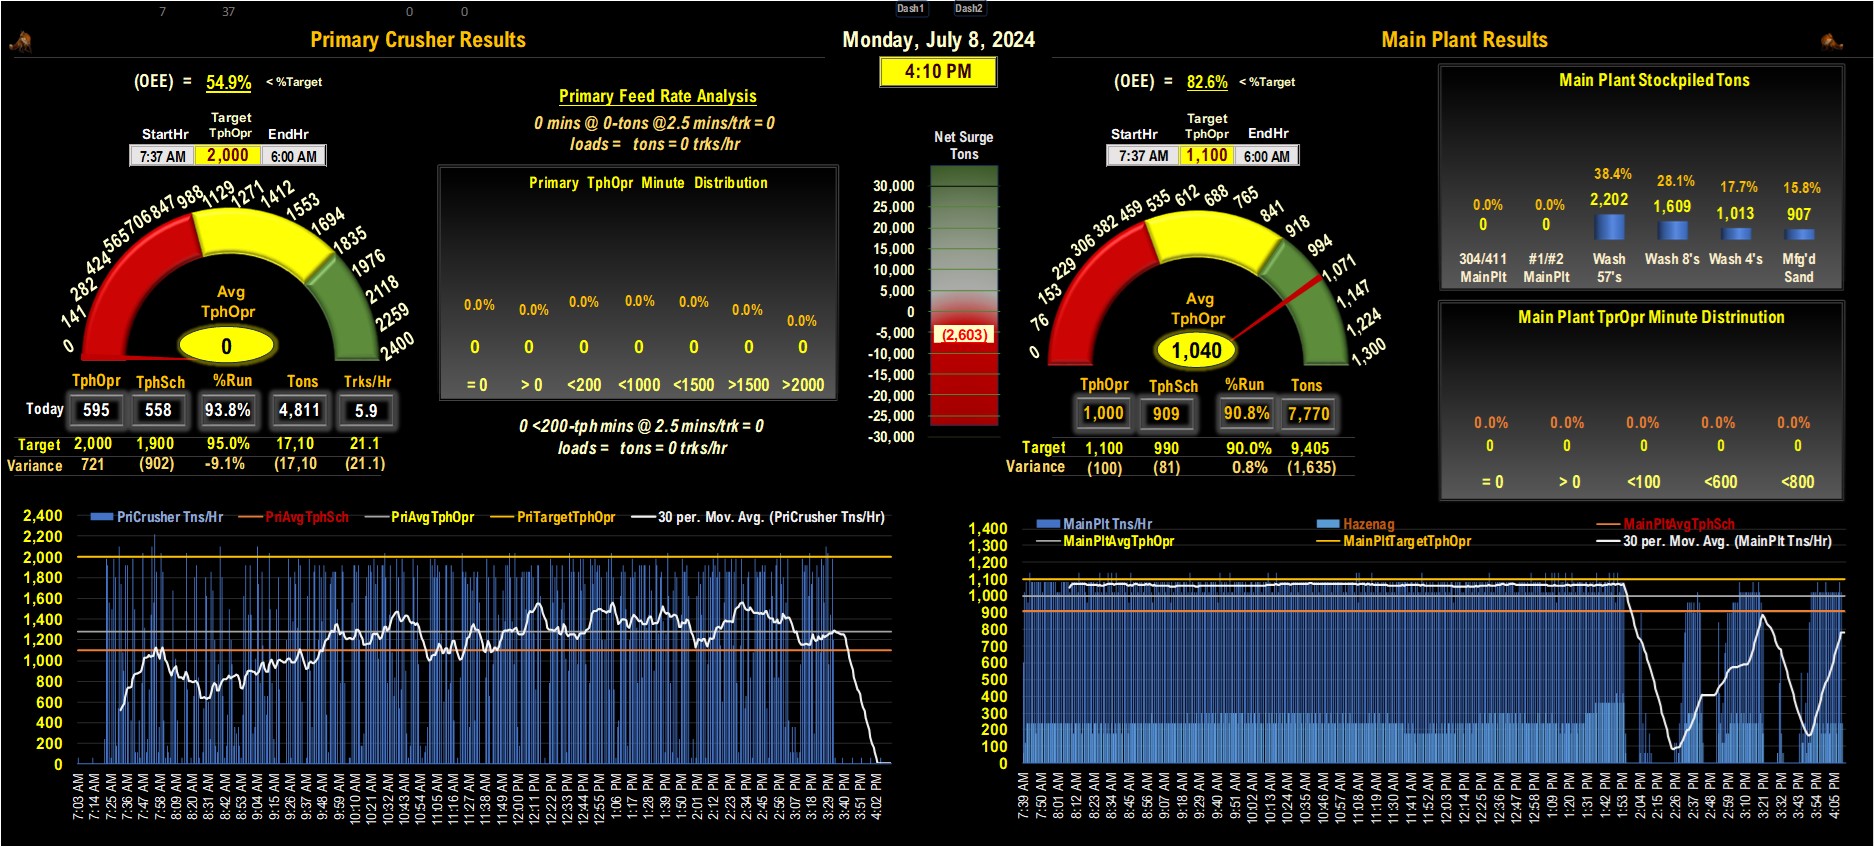 7 37 0 0 Dash1 Dash2
Primary Crusher Results
Monday, July 8, 2024
4:10 PM
Main Plant Results
(OEE) = 54.9% < %Target
Target
StartHr TphOpr EndHr
7:37 AM 2,000 6:00 AM
0 141 282 424 565 706 847 988 1129 1271 1412 1553 1694 1835 1976 2118 2259 2400
Avg
TphOpr
0
TphOpr TphSch %Run Tons Trks/Hr
Today 595 558 93.8% 4,811 5.9
Target 2,000 1,900 95.0% 17,10 21.1
Variance 721 (902) -9.1% (17,10 (21.1)
Primary Feed Rate Analysis
0 mins @ 0-tons @2.5 mins/trk = 0
loads = tons = 0 trks/hr
Primary TphOpr Minute Distribution
0.0% 0.0% 0.0% 0.0% 0.0% 0.0% 0.0%
0 0 0 0 0 0 0
= 0 > 0 <200 <1000 <1500 >1500 >2000
0 <200-tph mins @ 2.5 mins/trk = 0
loads = tons = 0 trks/hr
Net Surge
Tons
30,000
25,000
20,000
15,000
10,000
5,000
0
-5,000
(2,603)
-10,000
-15,000
-20,000
-25,000
-30,000
(OEE) = 82.6% < %Target
Target
StartHr TphOpr EndHr
7:37 AM 1,100 6:00 AM
0 76 153 229 306 382 459 535 612 688 765 841 918 994 1,071 1,147 1,224 1,300
Avg
TphOpr
1,040
TphOpr TphSch %Run Tons
1,000 909 90.8% 7,770
Target 1,100 990 90.0% 9,405
Variance (100) (81) 0.8% (1,635)
Main Plant Stockpiled Tons
0.0% 0.0% 38.4% 28.1% 17.7% 15.8%
0 0 2,202 1,609 1,013 907
304/411 #1/#2 Wash Wash 8's Wash 4's Mfg'd
MainPlt MainPlt 57's Sand
Main Plant TprOpr Minute Distrinution
0.0% 0.0% 0.0% 0.0% 0.0%
0 0 0 0 0
= 0 > 0 <100 <600 <800
PriCrusher Tns/Hr PriAvgTphSch PriAvgTphOpr PriTargetTphOpr 30 per. Mov. Avg. (PriCrusher Tns/Hr)
2,400
2,200
2,000
1,800
1,600
1,400
1,200
1,000
800
600
400
200
0
7:03 AM 7:14 AM 7:25 AM 7:36 AM 7:47 AM 7:58 AM 8:09 AM 8:20 AM 8:31 AM 8:42 AM 8:53 AM 9:04 AM 9:15 AM 9:26 AM 9:37 AM 9:48 AM 9:59 AM 10:10 AM 10:21 AM 10:32 AM 10:43 AM 10:54 AM 11:05 AM 11:16 AM 11:27 AM 11:38 AM 11:49 AM 12:00 PM 12:11 PM 12:22 PM 12:33 PM 12:44 PM 12:55 PM 1:06 PM 1:17 PM 1:28 PM 1:39 PM 1:50 PM 2:01 PM 2:12 PM 2:23 PM 2:34 PM 2:45 PM 2:56 PM 3:07 PM 3:18 PM 3:29 PM 3:40 PM 3:51 PM 4:02 PM
MainPlt Tns/Hr Hazenag MainPltAvgTphSch
MainPltAvgTphOpr MainPltTargetTphOpr 30 per. Mov. Avg. (MainPlt Tns/Hr)
1,400
1,300
1,200
1,100
1,000
900
800
700
600
500
400
300
200
100
0
7:39 AM 7:50 AM 8:01 AM 8:12 AM 8:23 AM 8:34 AM 8:45 AM 8:56 AM 9:07 AM 9:18 AM 9:29 AM 9:40 AM 9:51 AM 10:02 AM 10:13 AM 10:24 AM 10:35 AM 10:46 AM 10:57 AM 11:08 AM 11:19 AM 11:30 AM 11:41 AM 11:52 AM 12:03 PM 12:14 PM 12:25 PM 12:36 PM 12:47 PM 12:58 PM 1:09 PM 1:20 PM 1:31 PM 1:42 PM 1:53 PM 2:04 PM 2:15 PM 2:26 PM 2:37 PM 2:48 PM 2:59 PM 3:10 PM 3:21 PM 3:32 PM 3:43 PM 3:54 PM 4:05 PM